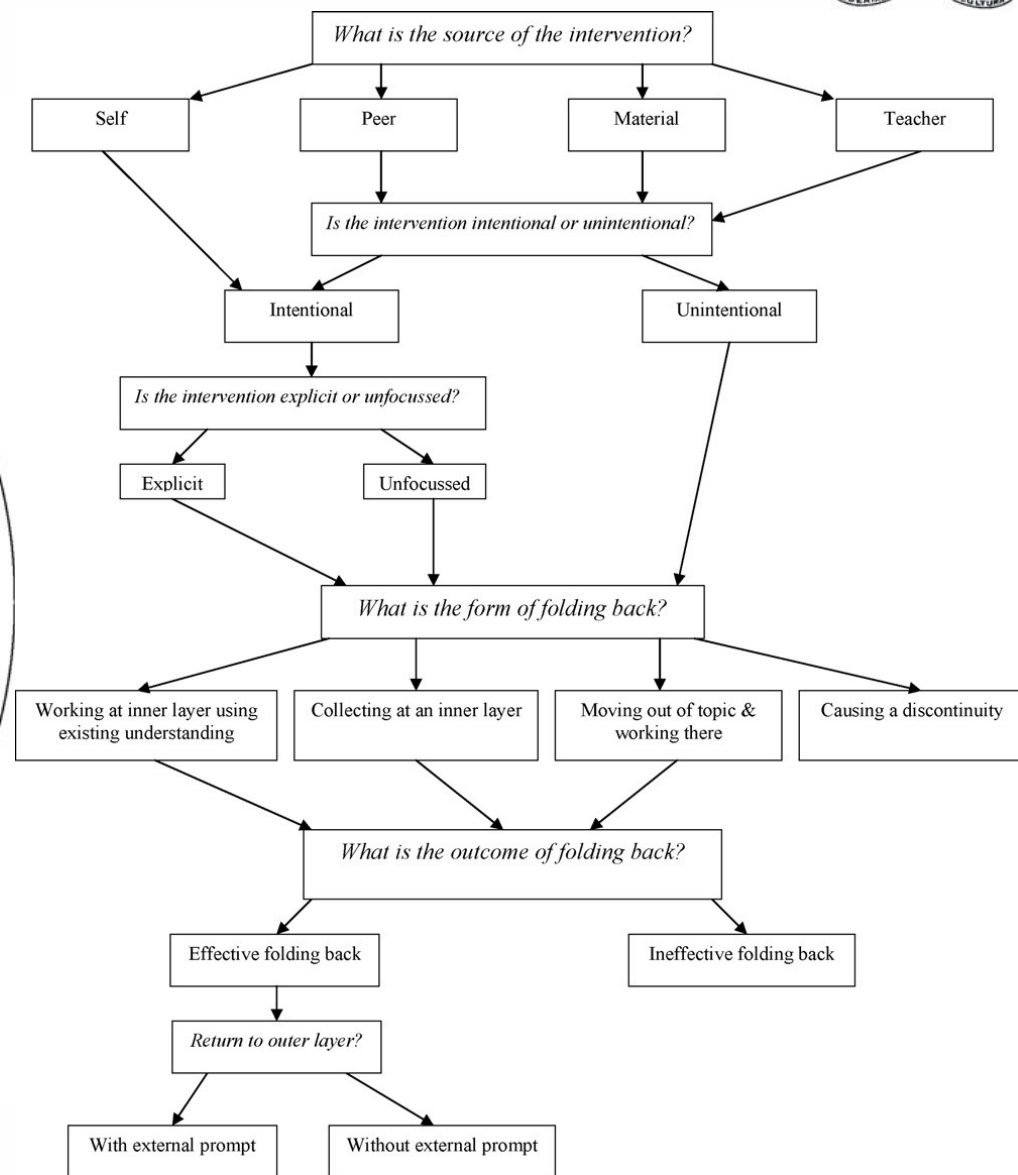 What is the source of the intervention?
Self
Peer
Material
Teacher
Is the intervention intentional or unintentional?
Intentional
Unintentional
Is the intervention explicit or unfocussed?
Explicit
Unfocussed
What is the form of folding back?
Working at inner layer using
existing understanding
Collecting at an inner layer
Moving out of topic &
working there
Causing a discontinuity
What is the outcome of folding back?
Effective folding back
Ineffective folding back
Return to outer layer?
With external prompt
Without external prompt